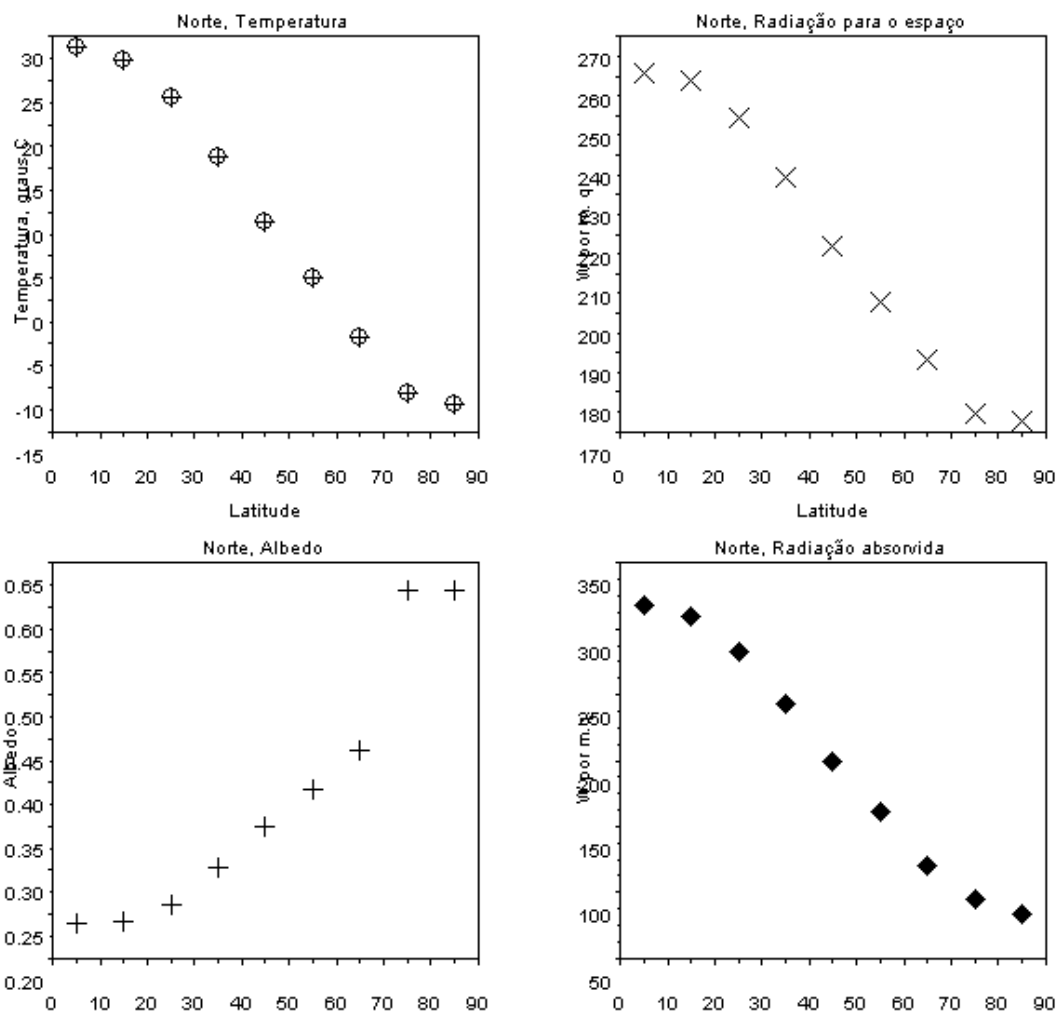 Norte, Temperatura
30
25
20
15
10
5
0
-5
-10
-15
Temperatura, graus C
0 10 20 30 40 50 60 70 80 90
Latitude
Norte, Radiação para o espaço
270
260
250
240
230
220
210
200
190
180
170
W por m. q
0 10 20 30 40 50 60 70 80 90
Latitude
Norte, Albedo
0.65
0.60
0.55
0.50
0.45
0.40
0.35
0.30
0.25
0.20
Albedo
0 10 20 30 40 50 60 70 80 90
Norte, Radiação absorvida
350
300
250
200
150
100
50
W por m.
0 10 20 30 40 50 60 70 80 90